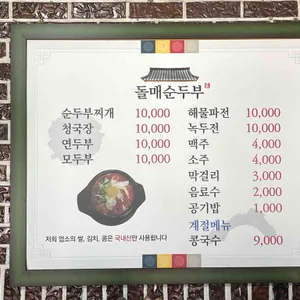 돌매순두부
순두부찌개 10,000
청국장 10,000
연두부 10,000
모두부 10,000
해물파전 10,000
녹두전 10,000
맥주 4,000
소주 4,000
막걸리 3,000
음료수 2,000
공기밥 1,000
계절메뉴
콩국수 9,000
저희 업소의 쌀, 김치, 콩은 국내산만 사용합니다